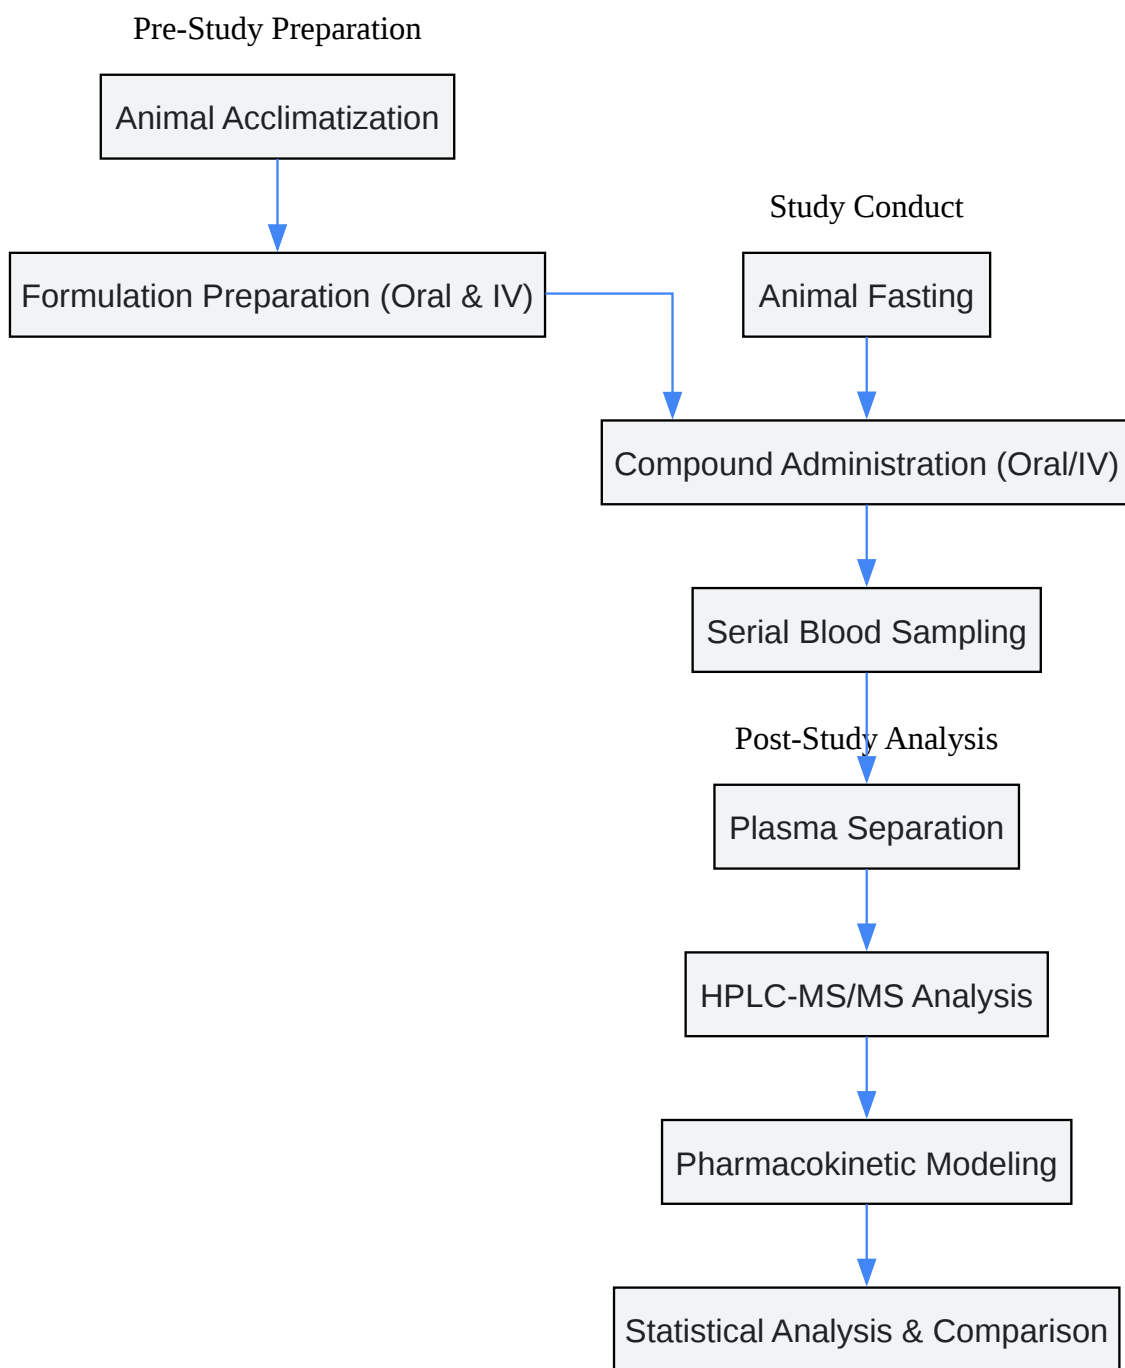 Pre-Study Preparation
Animal Acclimatization
Formulation Preparation (Oral & IV)
Study Conduct
Animal Fasting
Compound Administration (Oral/IV)
Serial Blood Sampling
Post-Study Analysis
Plasma Separation
HPLC-MS/MS Analysis
Pharmacokinetic Modeling
Statistical Analysis & Comparison